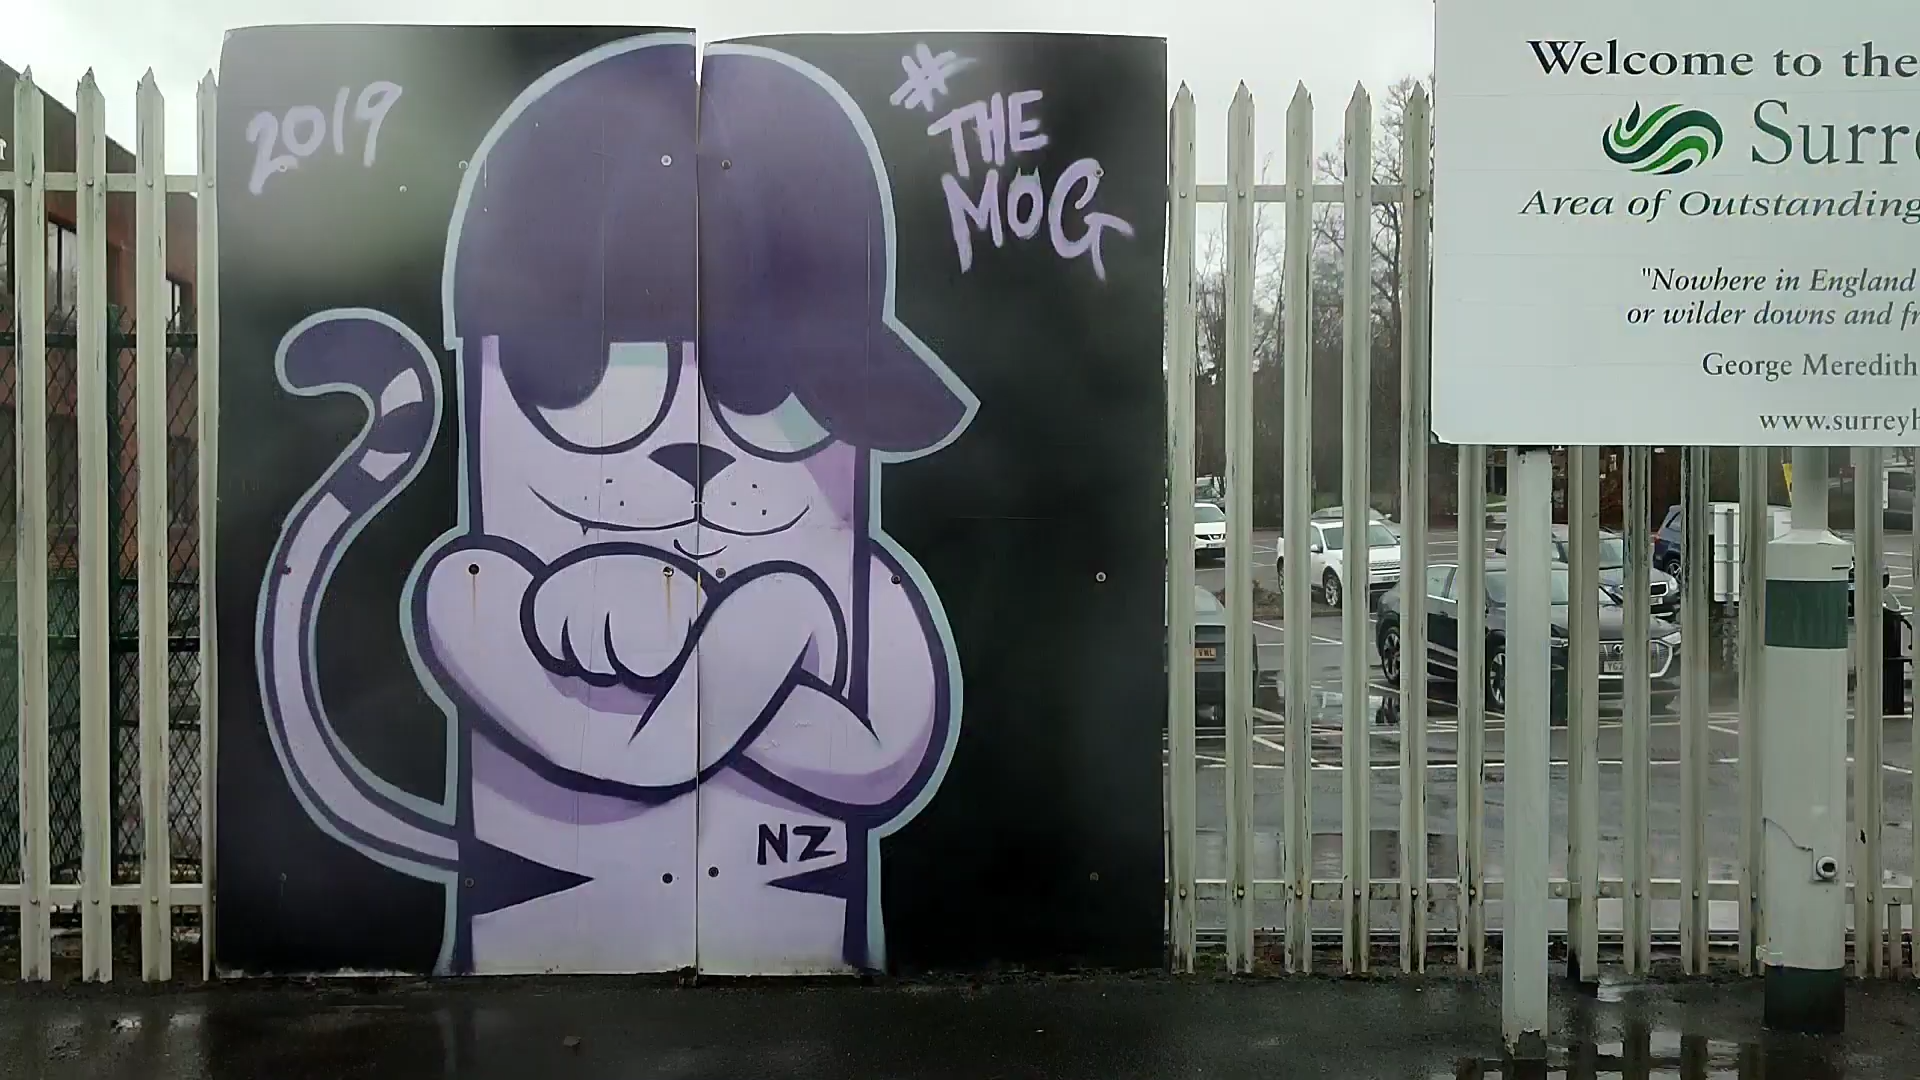 2019
#
THE
MOG
NZ
Welcome to the
Surre
Area of Outstanding
"Nowhere in England
or wilder downs and fr
George Meredith
www.surreyh